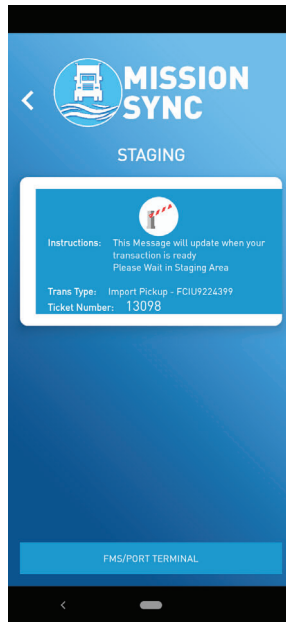 MISSION
SYNC
STAGING
Instructions: This Message will update when your
transaction is ready
Please Wait in Staging Area
Trans Type: Import Pickup - FCIU9224399
Ticket Number: 13098
FMS/PORT TERMINAL